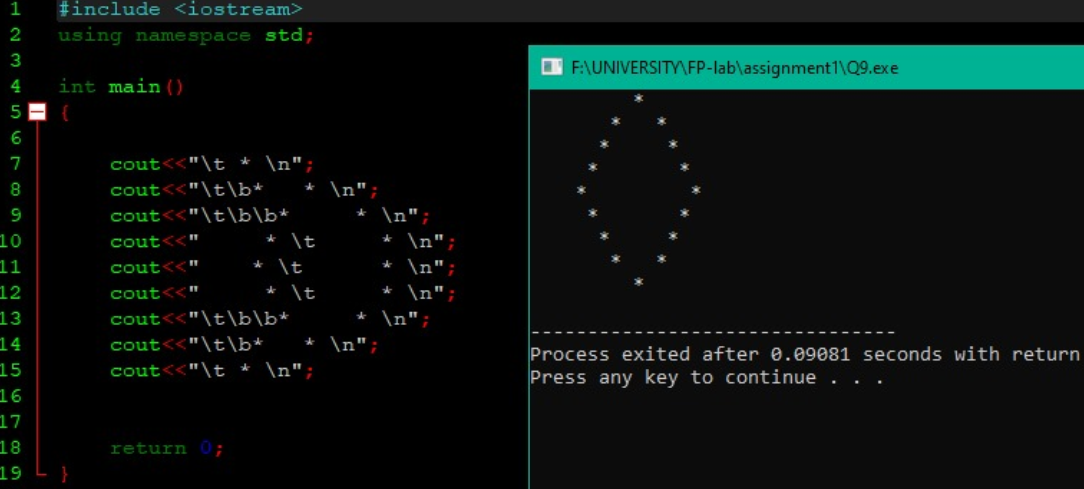 1 #include <iostream>
2 using namespace std;
3
4 int main()
5 {
6
7 cout<<"\t * \n";
8 cout<<"\t\b*   * \n";
9 cout<<"\t\b\b*     * \n";
10 cout<<"     * \t     * \n";
11 cout<<"    * \t      * \n";
12 cout<<"     * \t     * \n";
13 cout<<"\t\b\b*     * \n";
14 cout<<"\t\b*   * \n";
15 cout<<"\t * \n";
16
17
18 return 0;
19 }
F:\UNIVERSITY\FP-lab\assignment1\Q9.exe
         *
       *   *
      *     *
     *       *
    *         *
     *       *
      *     *
       *   *
         *
--------------------------------
Process exited after 0.09081 seconds with return
Press any key to continue . . .